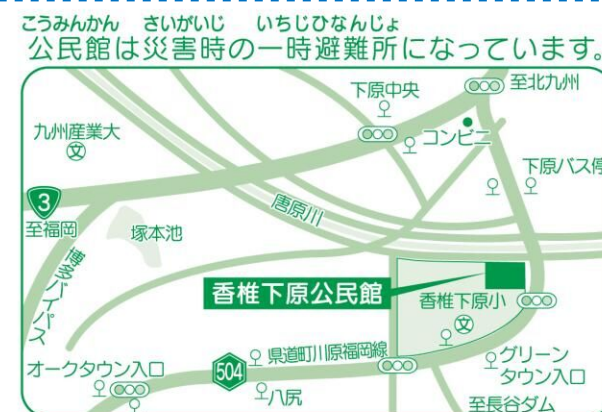 こうみんかん さいがいじ いちじひなんじょ
公民館は災害時の一時避難所になっています。
下原中央
至北九州
九州産業大
文
コンビニ
下原バス停
3
至福岡
唐原川
塚本池
博多バイパス
香椎下原公民館
香椎下原小
文
オークタウン入口
504
県道町川原福岡線
グリーン
タウン入口
八尻
至長谷ダム